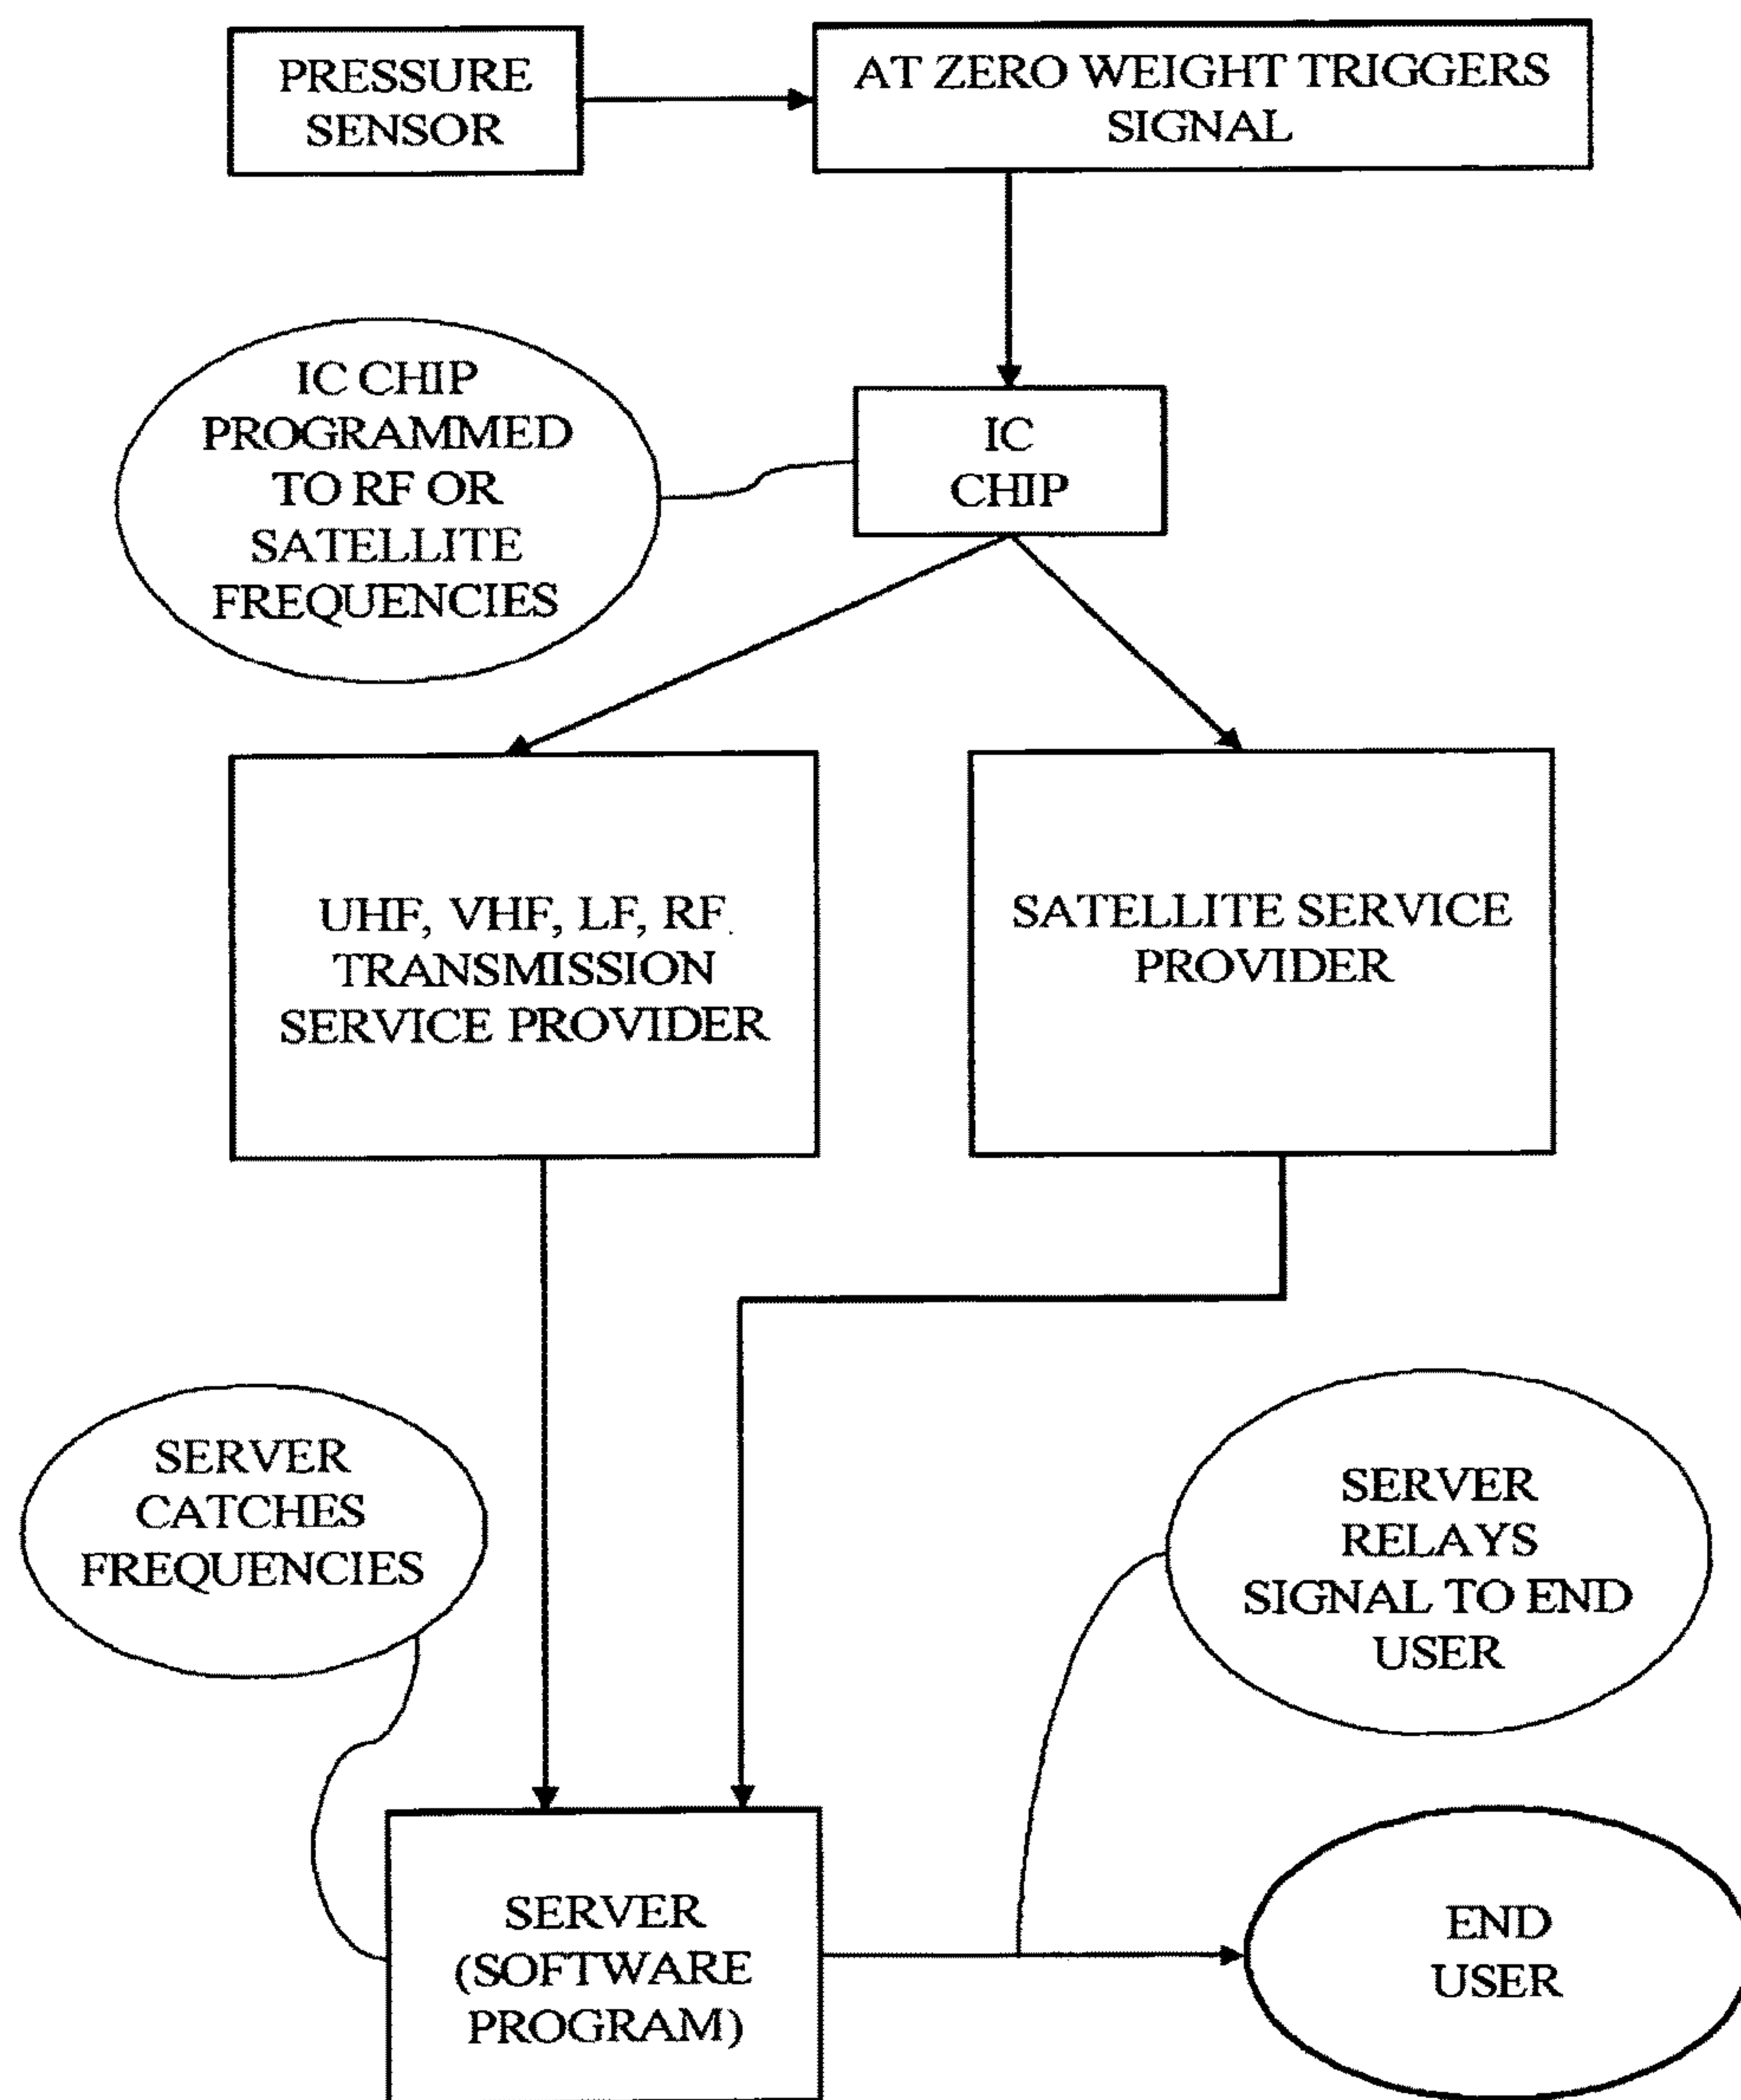 PRESSURE
SENSOR
AT ZERO WEIGHT TRIGGERS
SIGNAL
IC CHIP
PROGRAMMED
TO RF OR
SATELLITE
FREQUENCIES
IC
CHIP
UHF, VHF, LF, RF
TRANSMISSION
SERVICE PROVIDER
SATELLITE SERVICE
PROVIDER
SERVER
CATCHES
FREQUENCIES
SERVER
RELAYS
SIGNAL TO END
USER
SERVER
(SOFTWARE
PROGRAM)
END
USER